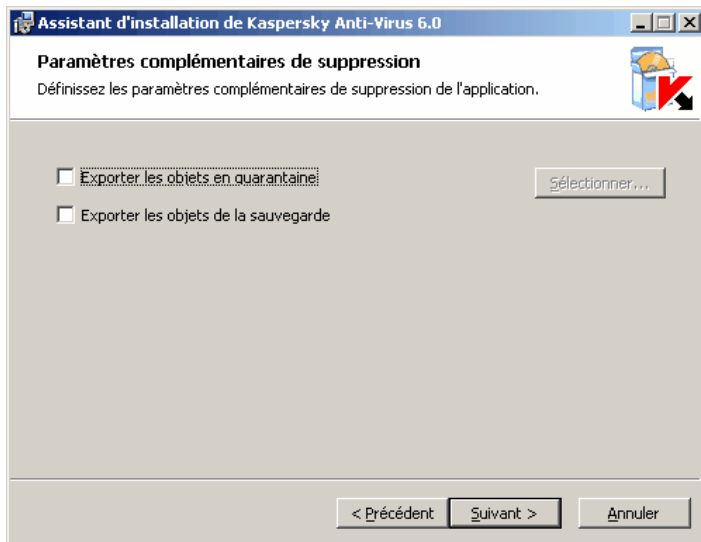 Assistant d'installation de Kaspersky Anti-Virus 6.0
Paramètres complémentaires de suppression
Définissez les paramètres complémentaires de suppression de l'application.
Exporter les objets en quarantaine
Sélectionner...
Exporter les objets de la sauvegarde
< Précédent
Suivant >
Annuler